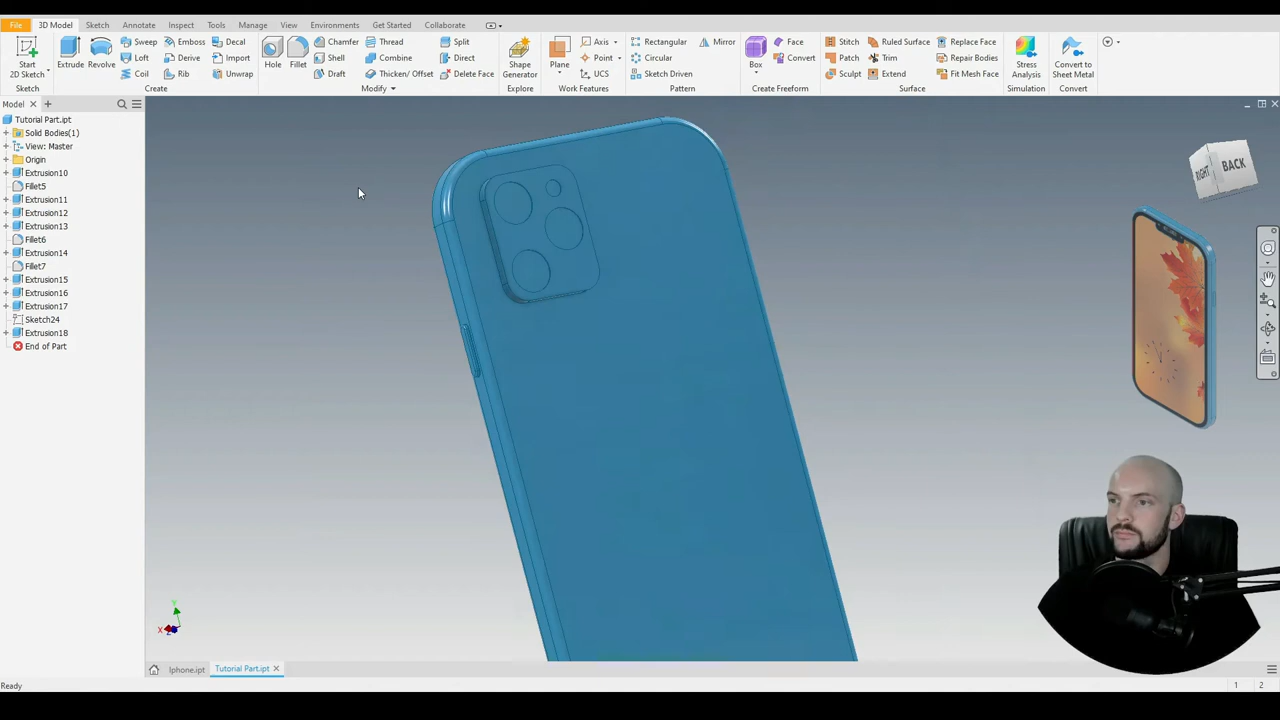 File 3D Model Sketch Annotate Inspect Tools Manage View Environments Get Started Collaborate
Start
2D Sketch
Extrude
Revolve
Sweep
Loft
Coil
Emboss
Derive
Rib
Decal
Import
Unwrap
Hole
Fillet
Chamfer
Shell
Draft
Thread
Combine
Thicken/ Offset
Split
Direct
Delete Face
Shape
Generator
Plane
Axis
Point
UCS
Rectangular
Circular
Sketch Driven
Mirror
Box
Face
Convert
Stitch
Patch
Sculpt
Ruled Surface
Trim
Extend
Replace Face
Repair Bodies
Fit Mesh Face
Stress
Analysis
Convert to
Sheet Metal
Sketch Create Modify Explore Work Features Pattern Create Freeform Surface Simulation Convert
Model
Tutorial Part.ipt
Solid Bodies(1)
View: Master
Origin
Extrusion10
Fillet5
Extrusion11
Extrusion12
Extrusion13
Fillet6
Extrusion14
Fillet7
Extrusion15
Extrusion16
Extrusion17
Sketch24
Extrusion18
End of Part
RIGHT BACK
Y
X
Z
Iphone.ipt Tutorial Part.ipt
Ready 1 2